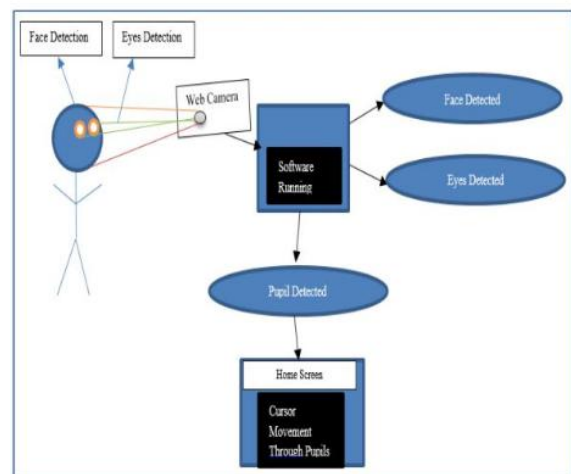 Face Detection
Eyes Detection
Web Camera
Face Detected
Software
Running
Eyes Detected
Pupil Detected
Home Screen
Cursor
Movement
Through Pupils